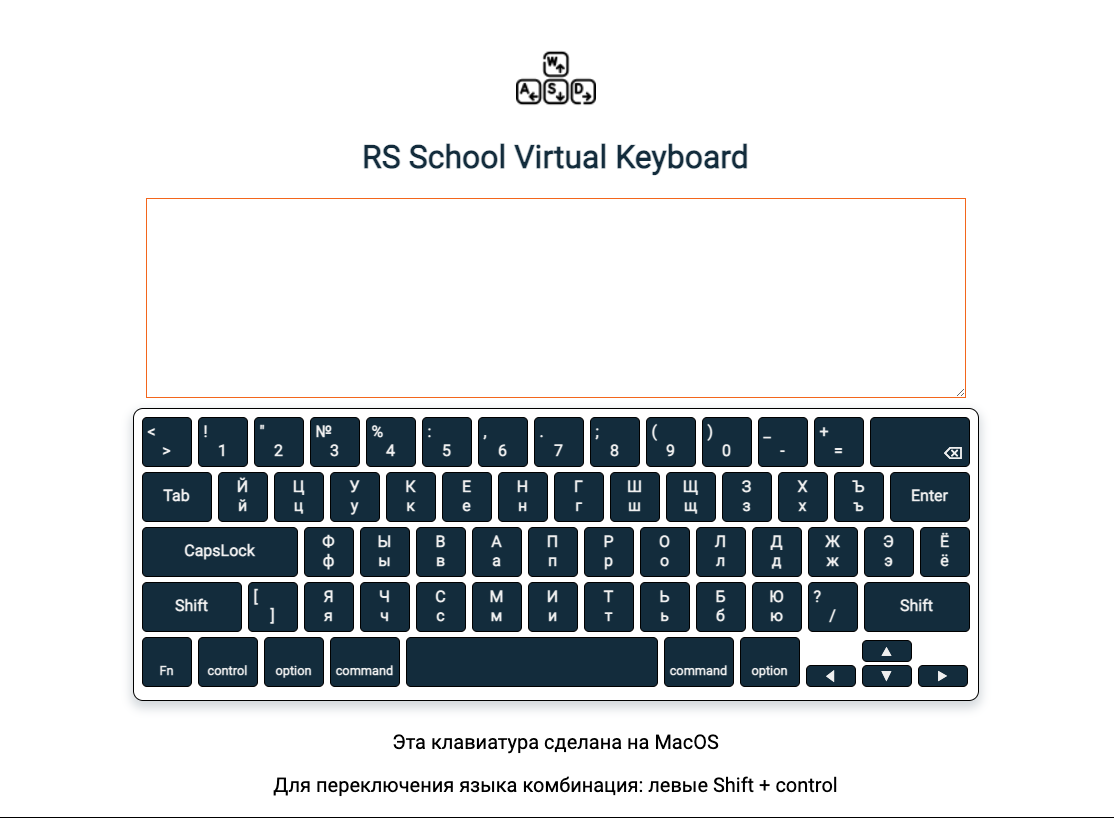 W
A S D
RS School Virtual Keyboard
< > ! 1 " 2 № 3 % 4 : 5 , 6 . 7 ; 8 ( 9 ) 0 _ - + =
Tab Й й Ц ц У у К к Е е Н н Г г Ш ш Щ щ З з Х х Ъ ъ Enter
CapsLock Ф ф Ы ы В в А а П п Р р О о Л л Д д Ж ж Э э Ё ё
Shift [ ] Я я Ч ч С с М м И и Т т Ь ь Б б Ю ю ? / Shift
Fn control option command command option
Эта клавиатура сделана на MacOS
Для переключения языка комбинация: левые Shift + control